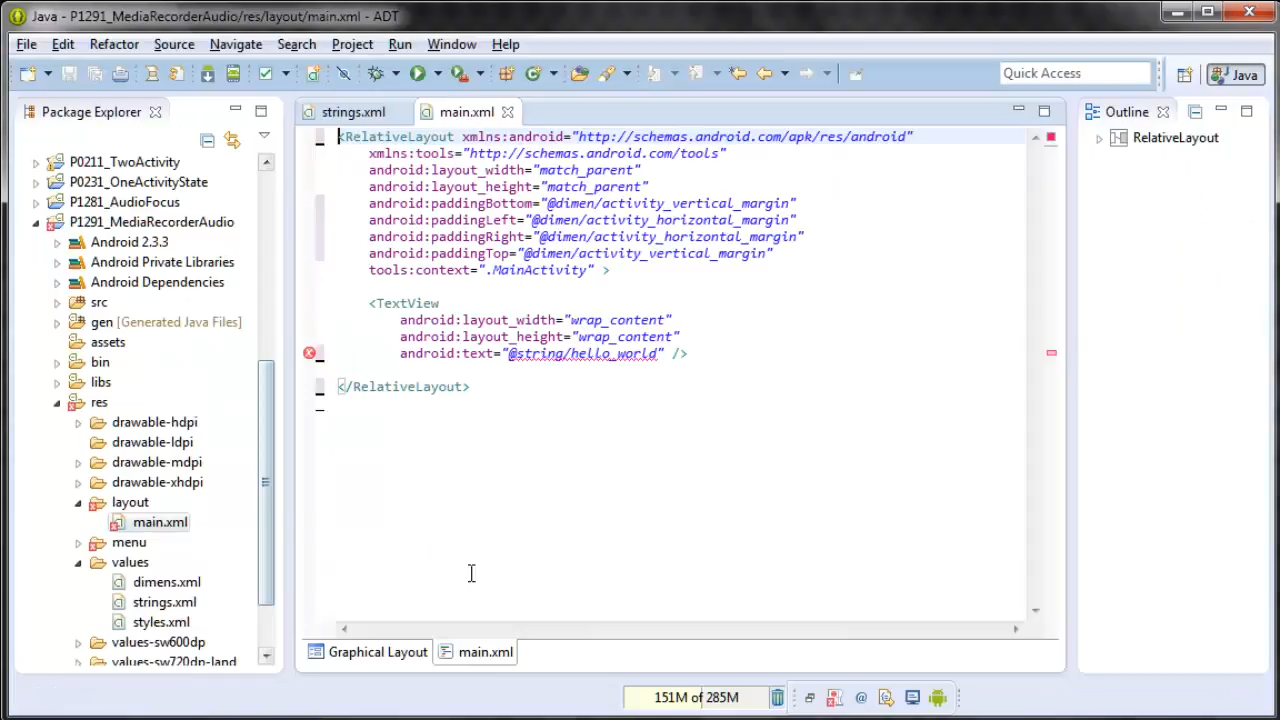 Java - P1291_MediaRecorderAudio/res/layout/main.xml - ADT
File Edit Refactor Source Navigate Search Project Run Window Help
Quick Access
Java
Package Explorer
P0211_TwoActivity
P0231_OneActivityState
P1281_AudioFocus
P1291_MediaRecorderAudio
Android 2.3.3
Android Private Libraries
Android Dependencies
src
gen [Generated Java Files]
assets
bin
libs
res
drawable-hdpi
drawable-ldpi
drawable-mdpi
drawable-xhdpi
layout
main.xml
menu
values
dimens.xml
strings.xml
styles.xml
values-sw600dp
values-sw720dp-land
strings.xml
main.xml
<RelativeLayout xmlns:android="http://schemas.android.com/apk/res/android"
xmlns:tools="http://schemas.android.com/tools"
android:layout_width="match_parent"
android:layout_height="match_parent"
android:paddingBottom="@dimen/activity_vertical_margin"
android:paddingLeft="@dimen/activity_horizontal_margin"
android:paddingRight="@dimen/activity_horizontal_margin"
android:paddingTop="@dimen/activity_vertical_margin"
tools:context=".MainActivity" >
<TextView
android:layout_width="wrap_content"
android:layout_height="wrap_content"
android:text="@string/hello_world" />
</RelativeLayout>
Graphical Layout
main.xml
Outline
RelativeLayout
151M of 285M